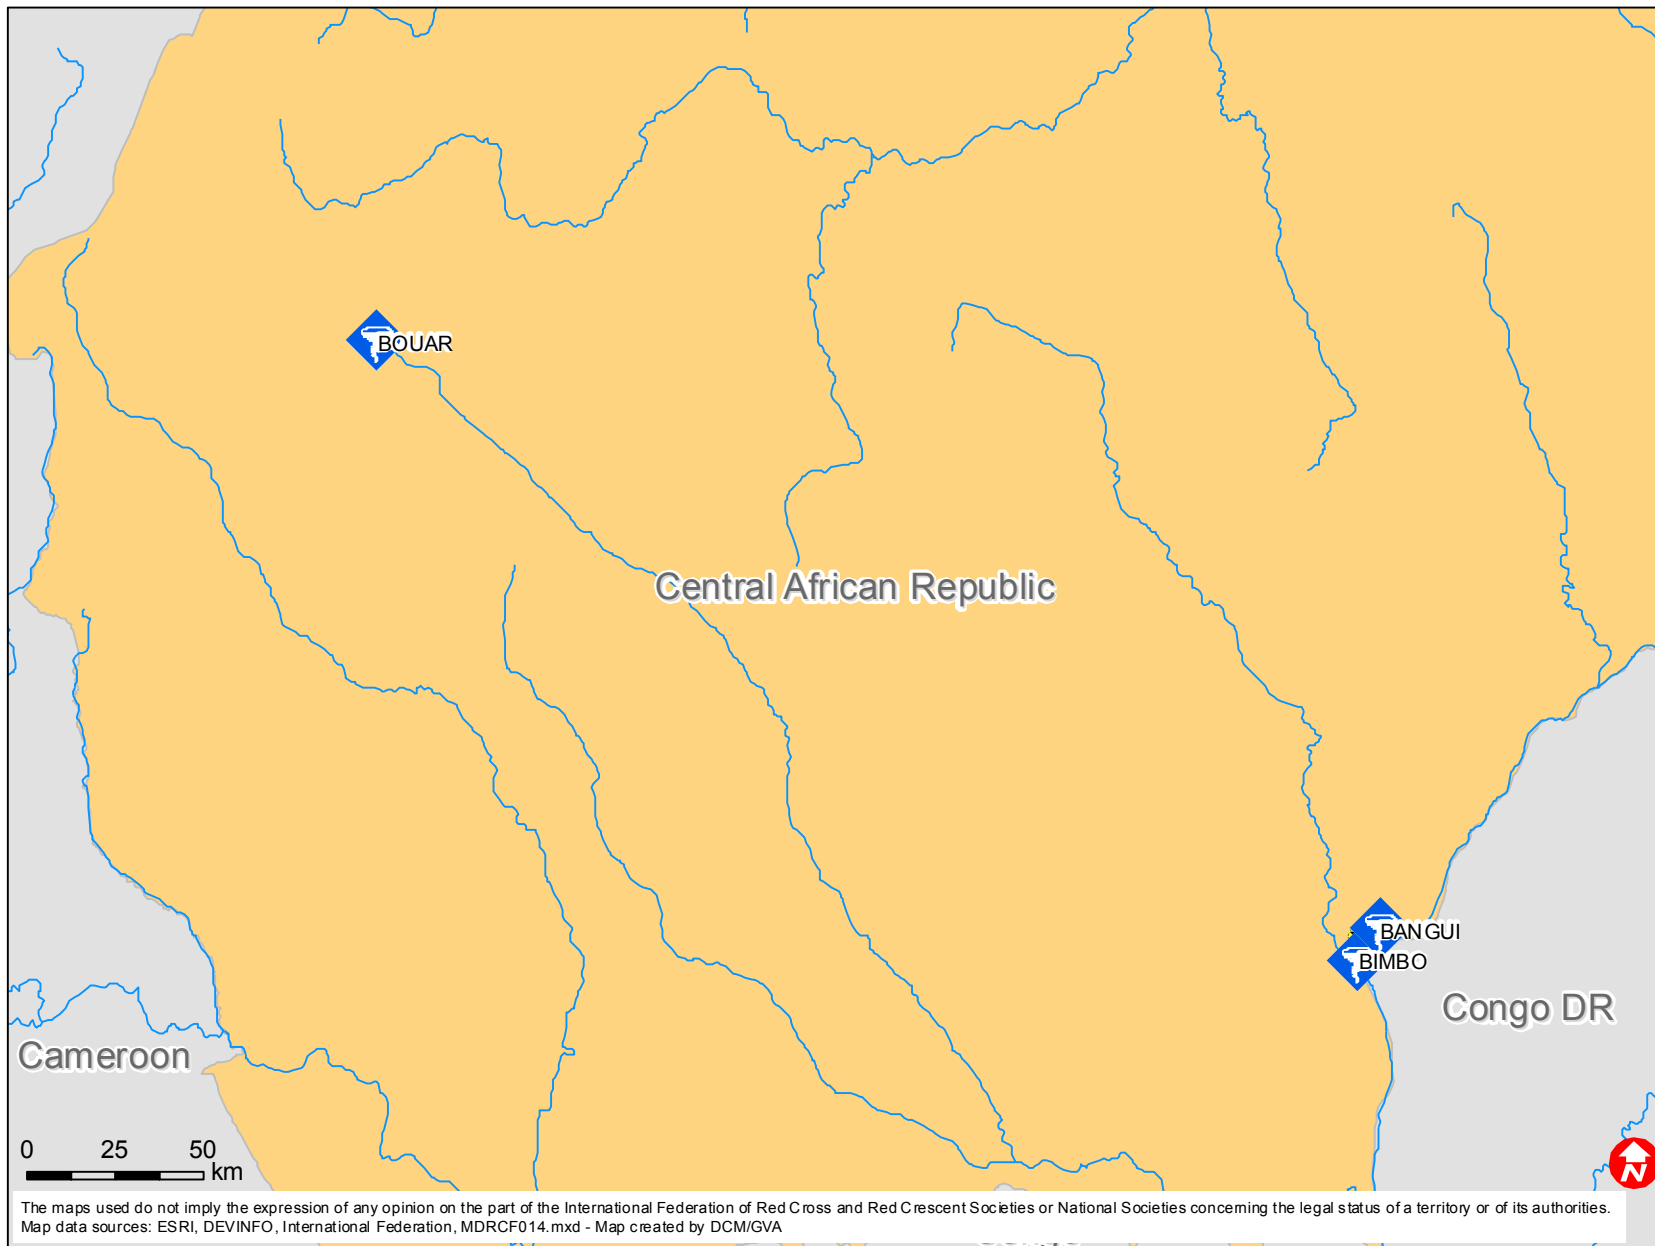 BOUAR
Central African Republic
BANGUI
BIMBO
Congo DR
Cameroon
0 25 50
km
N
The maps used do not imply the expression of any opinion on the part of the International Federation of Red Cross and Red Crescent Societies or National Societies concerning the legal status of a territory or of its authorities.
Map data sources: ESRI, DEVINFO, International Federation, MDRCF014.mxd - Map created by DCM/GVA